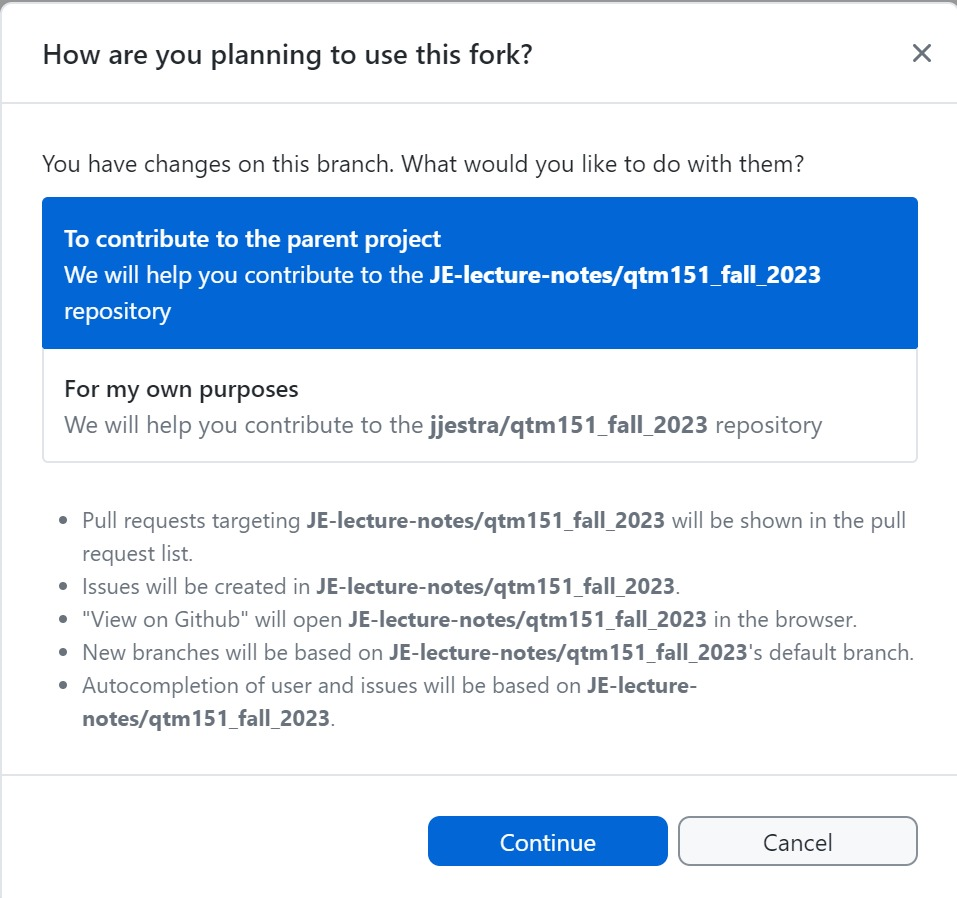 How are you planning to use this fork?
You have changes on this branch. What would you like to do with them?
To contribute to the parent project
We will help you contribute to the JE-lecture-notes/qtm151_fall_2023
repository
For my own purposes
We will help you contribute to the jjestra/qtm151_fall_2023 repository
• Pull requests targeting JE-lecture-notes/qtm151_fall_2023 will be shown in the pull
request list.
• Issues will be created in JE-lecture-notes/qtm151_fall_2023.
• "View on Github" will open JE-lecture-notes/qtm151_fall_2023 in the browser.
• New branches will be based on JE-lecture-notes/qtm151_fall_2023's default branch.
• Autocompletion of user and issues will be based on JE-lecture-
notes/qtm151_fall_2023.
Continue Cancel